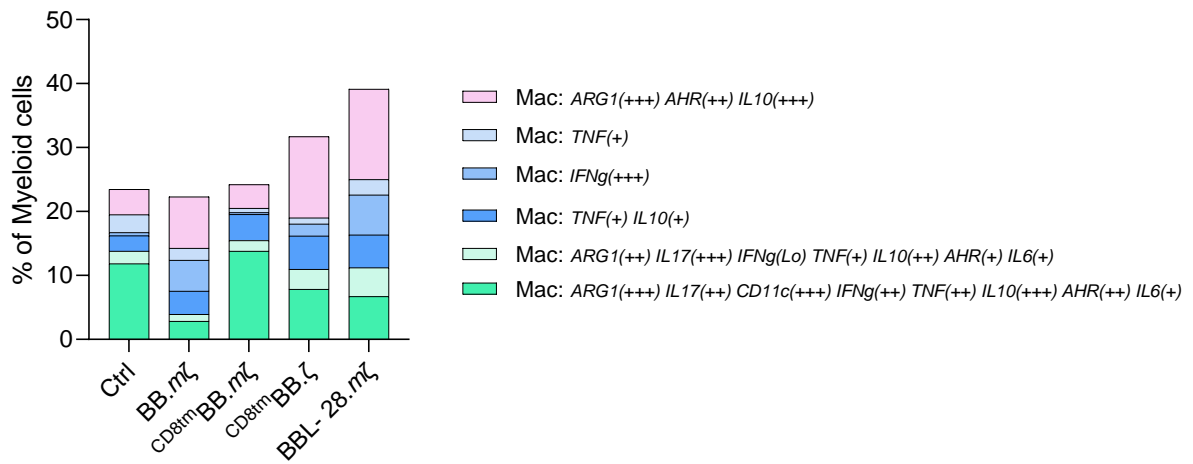 50
40
30
20
10
0
% of Myeloid cells
Ctrl
BB.mζ
CD8tmBB.mζ
CD8tmBB.ζ
BBL- 28.mζ
Mac: ARG1(+++) AHR(++) IL10(+++)
Mac: TNF(+)
Mac: IFNg(+++)
Mac: TNF(+) IL10(+)
Mac: ARG1(++) IL17(+++) IFNg(Lo) TNF(+) IL10(++) AHR(+) IL6(+)
Mac: ARG1(+++) IL17(++) CD11c(+++) IFNg(++) TNF(++) IL10(+++) AHR(++) IL6(+)